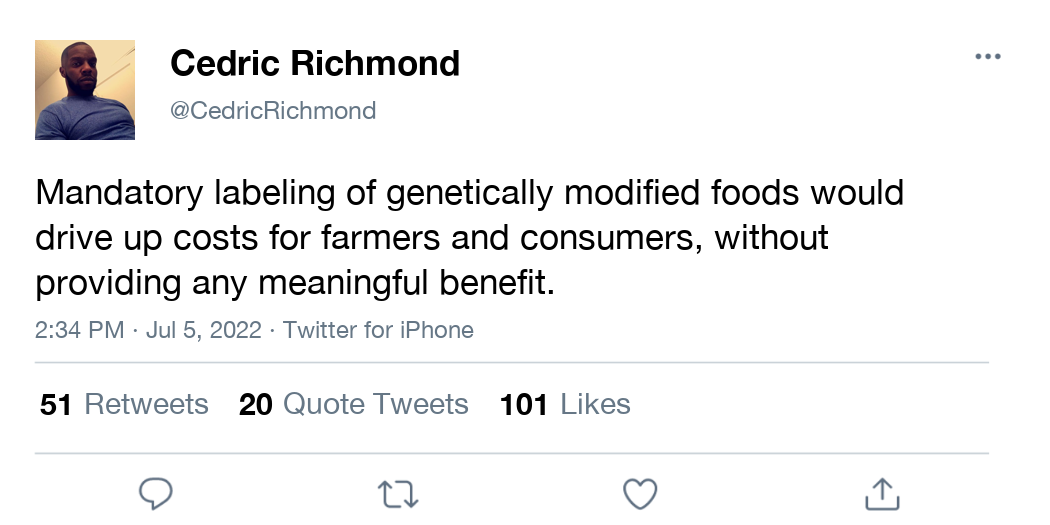 Cedric Richmond
@CedricRichmond
Mandatory labeling of genetically modified foods would
drive up costs for farmers and consumers, without
providing any meaningful benefit.
2:34 PM · Jul 5, 2022 · Twitter for iPhone
51 Retweets 20 Quote Tweets 101 Likes